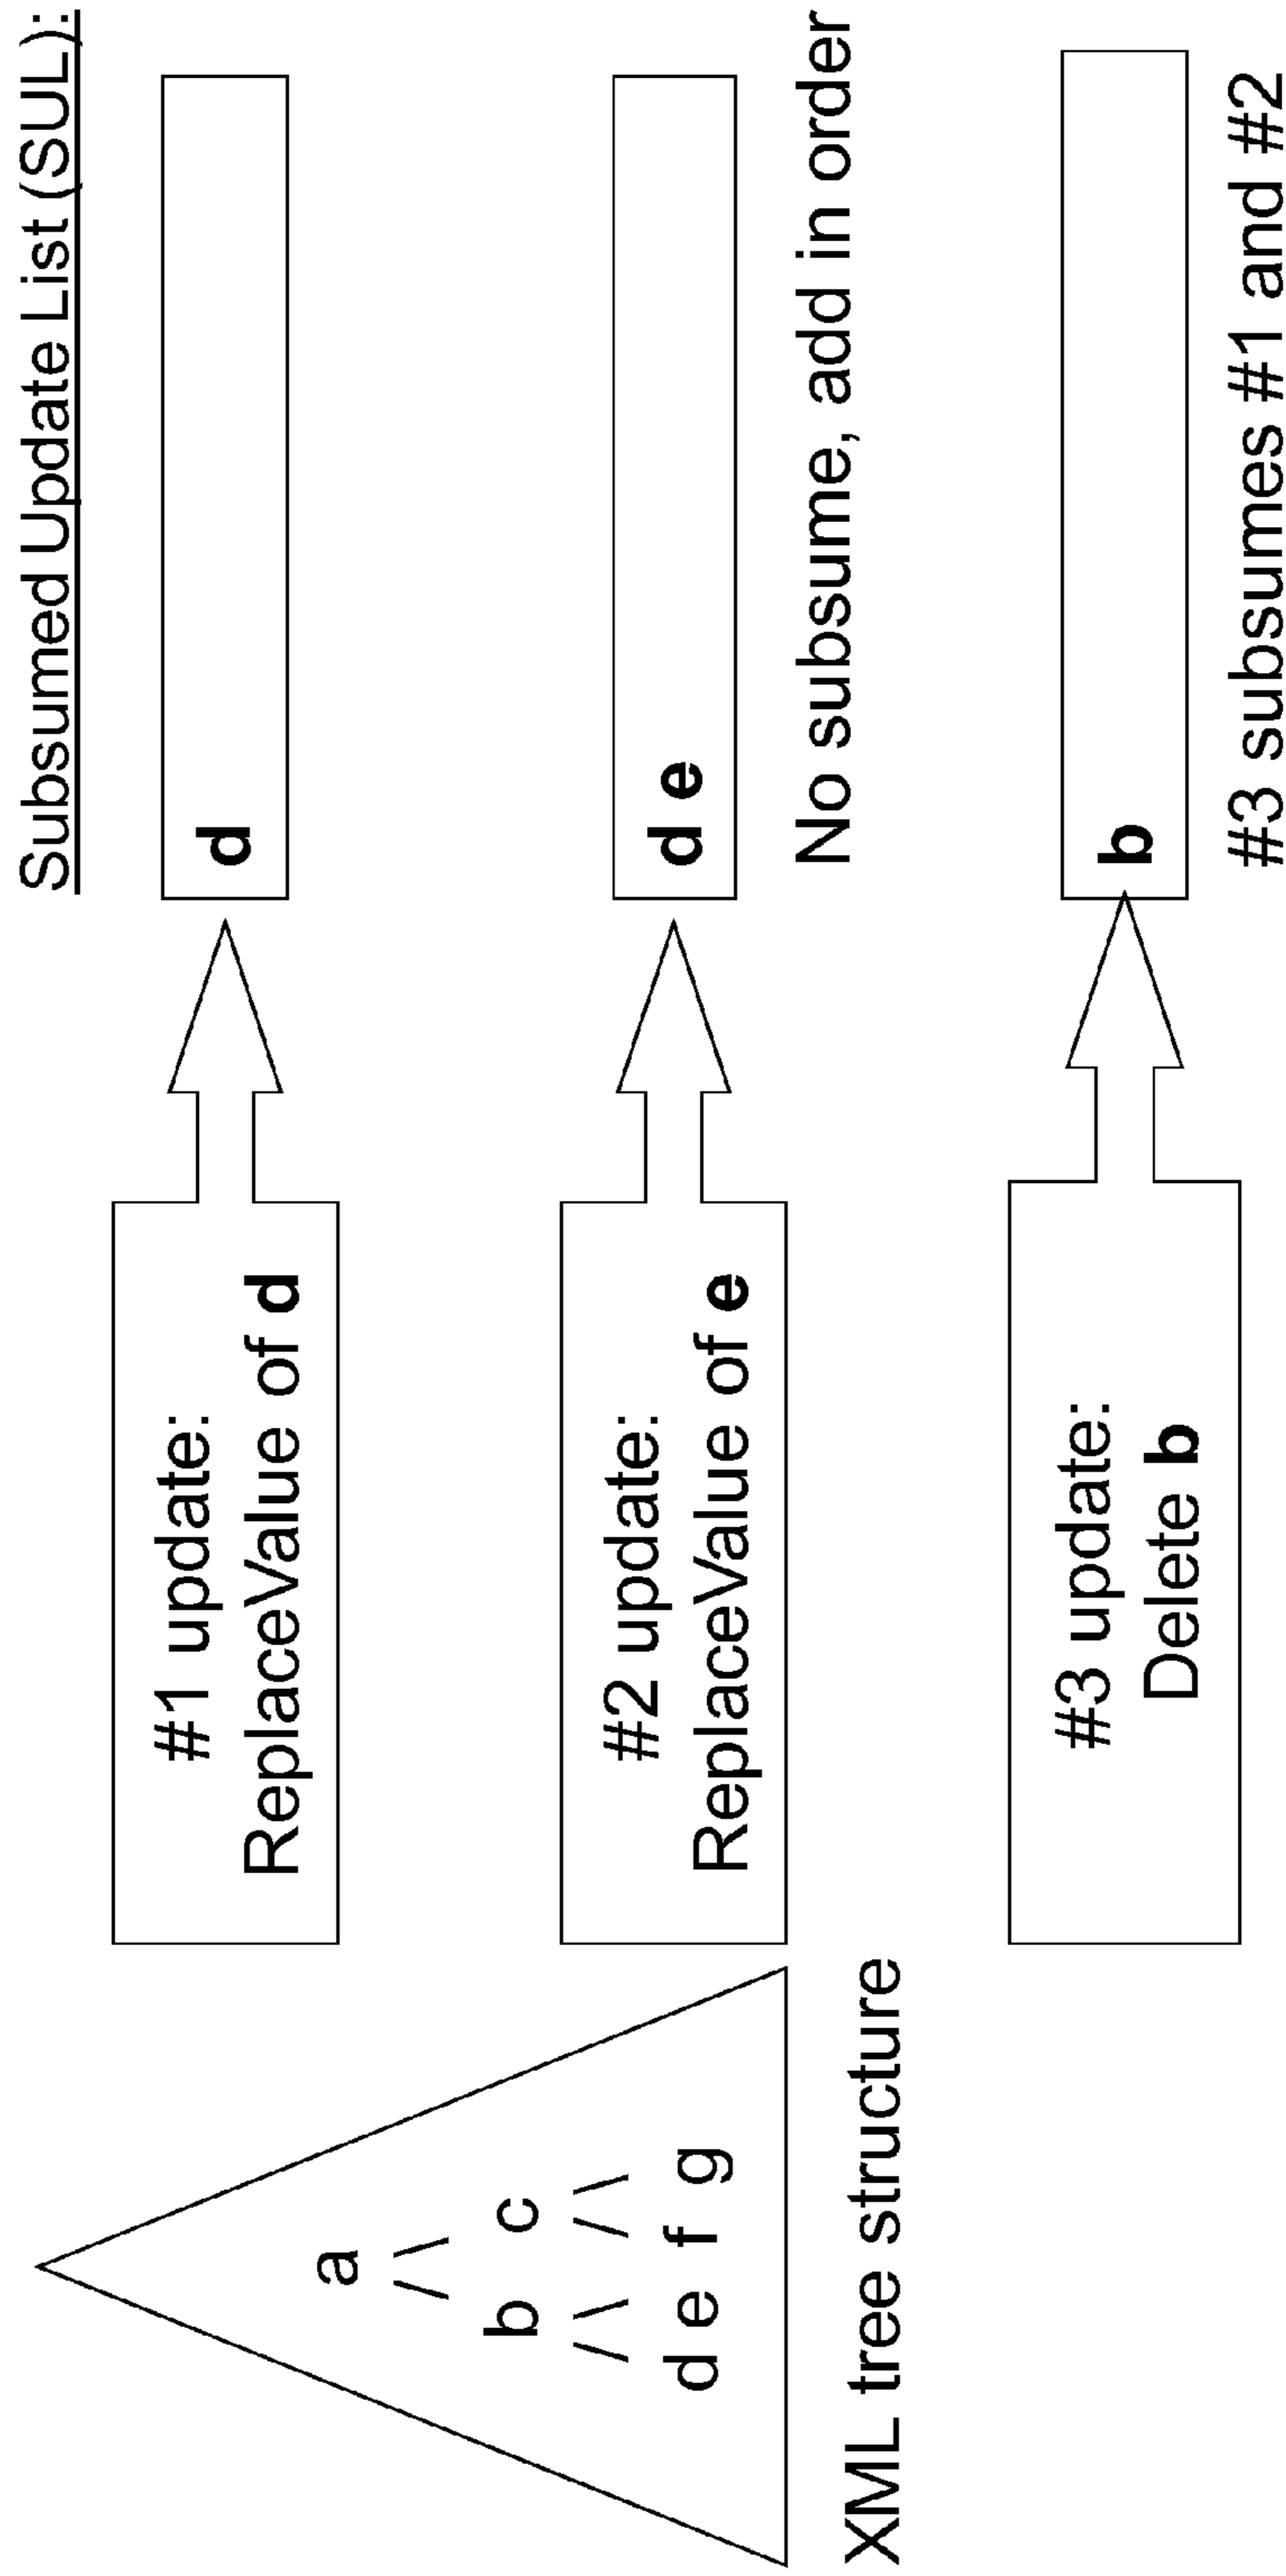 Subsumed Update List (SUL):
a
/ \
b c
/ \ / \
d e f g
XML tree structure
#1 update:
ReplaceValue of d
d
#2 update:
ReplaceValue of e
d e
No subsume, add in order
#3 update:
Delete b
b
#3 subsumes #1 and #2